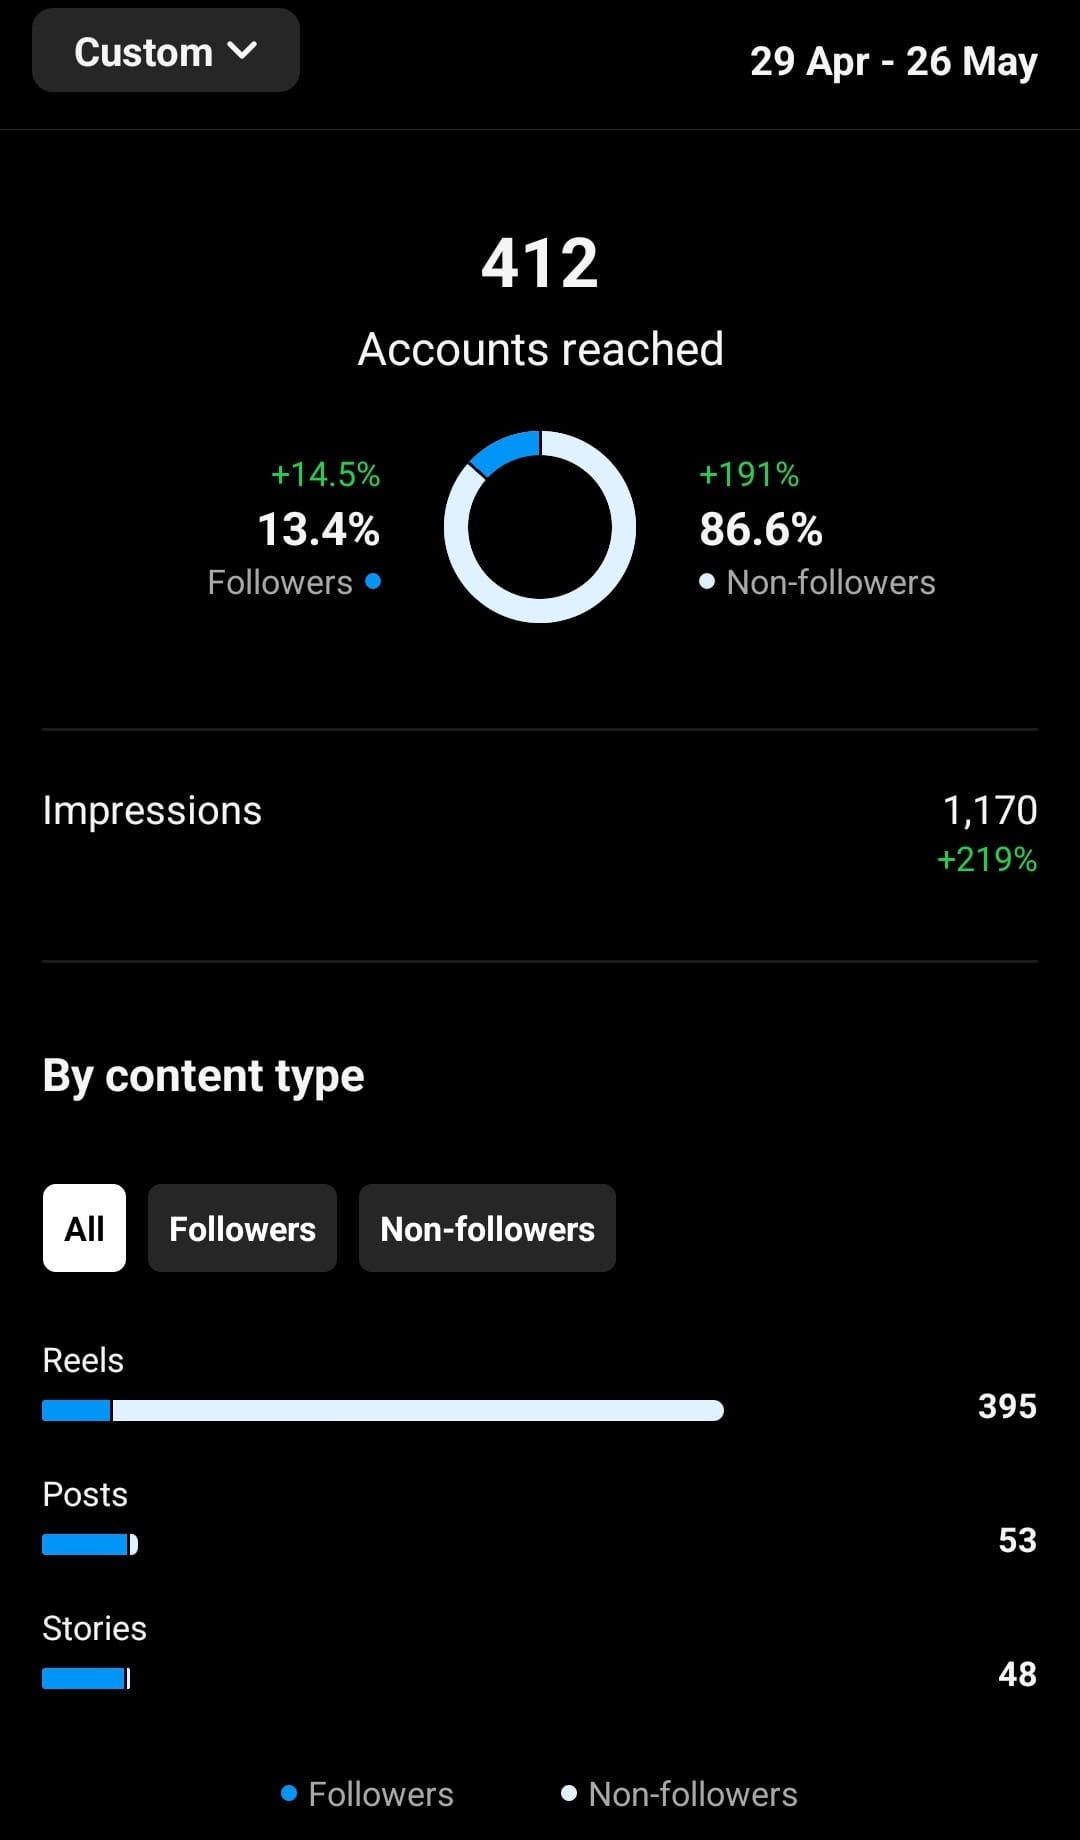 Custom
29 Apr - 26 May
412
Accounts reached
+14.5%
13.4%
Followers
+191%
86.6%
Non-followers
Impressions
1,170
+219%
By content type
All
Followers
Non-followers
Reels
395
Posts
53
Stories
48
Followers
Non-followers